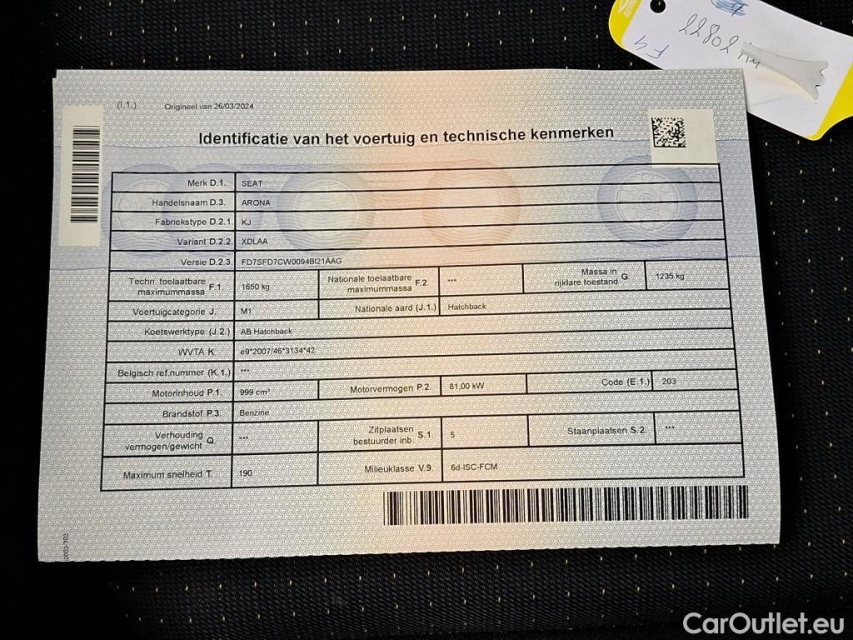 F4
20822
(I.1.) Origineel van 26/03/2024
Identificatie van het voertuig en technische kenmerken
Merk D.1. SEAT
Handelsnaam D.3. ARONA
Fabriekstype D.2.1 KJ
Variant D.2.2 XDLAA
Versie D.2.3 FD7SFD7CW0094BI21AAG
Techn. toelaatbare maximummassa F.1. 1650 kg Nationale toelaatbare maximummassa F.2. *** Massa in rijklare toestand G. 1235 kg
Voertuigcategorie J. M1 Nationale aard (J.1.) Hatchback
Koetswerktype (J.2.) AB Hatchback
WVTA K. e9*2007/46*3134*42
Belgisch ref.nummer (K.1.) ***
Motorinhoud P.1. 999 cm³ Motorvermogen P.2. 81,00 kW Code (E.1.) 203
Brandstof P.3. Benzine
Verhouding vermogen/gewicht Q. *** Zitplaatsen bestuurder inb. S.1. 5 Staanplaatsen S.2. ***
Maximum snelheid T. 190 Milieuklasse V.9. 6d-ISC-FCM
CarOutlet.eu